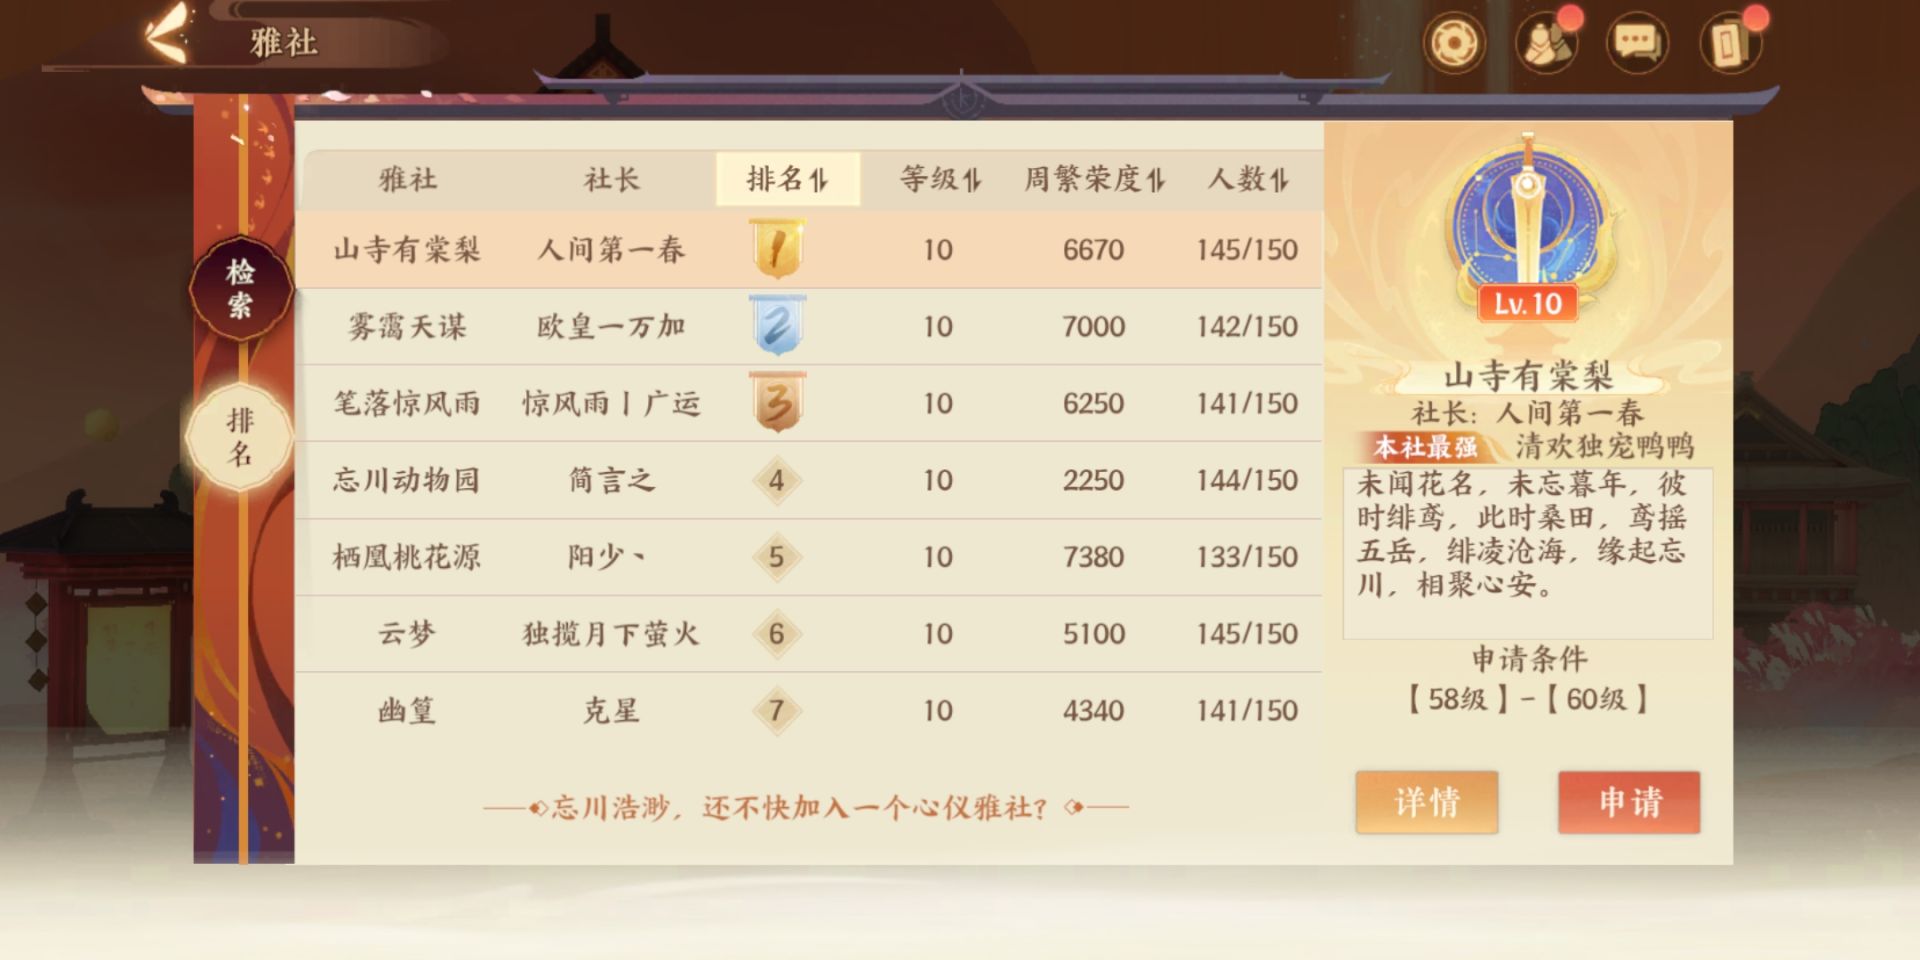 雅社
检索
排名
雅社 社长 排名 等级 周繁荣度 人数
山寺有棠梨 人间第一春 1 10 6670 145/150
雾霭天谋 欧皇一万加 2 10 7000 142/150
笔落惊风雨 惊风雨丨广运 3 10 6250 141/150
忘川动物园 简言之 4 10 2250 144/150
栖凰桃花源 阳少丶 5 10 7380 133/150
云梦 独揽月下萤火 6 10 5100 145/150
幽篁 克星 7 10 4340 141/150
忘川浩渺，还不快加入一个心仪雅社？
Lv.10
山寺有棠梨
社长：人间第一春
本社最强 清欢独宠鸭鸭
未闻花名，未忘暮年，彼
时绯鸢，此时桑田，鸢摇
五岳，绯凌沧海，缘起忘
川，相聚心安。
申请条件
【58级】-【60级】
详情 申请